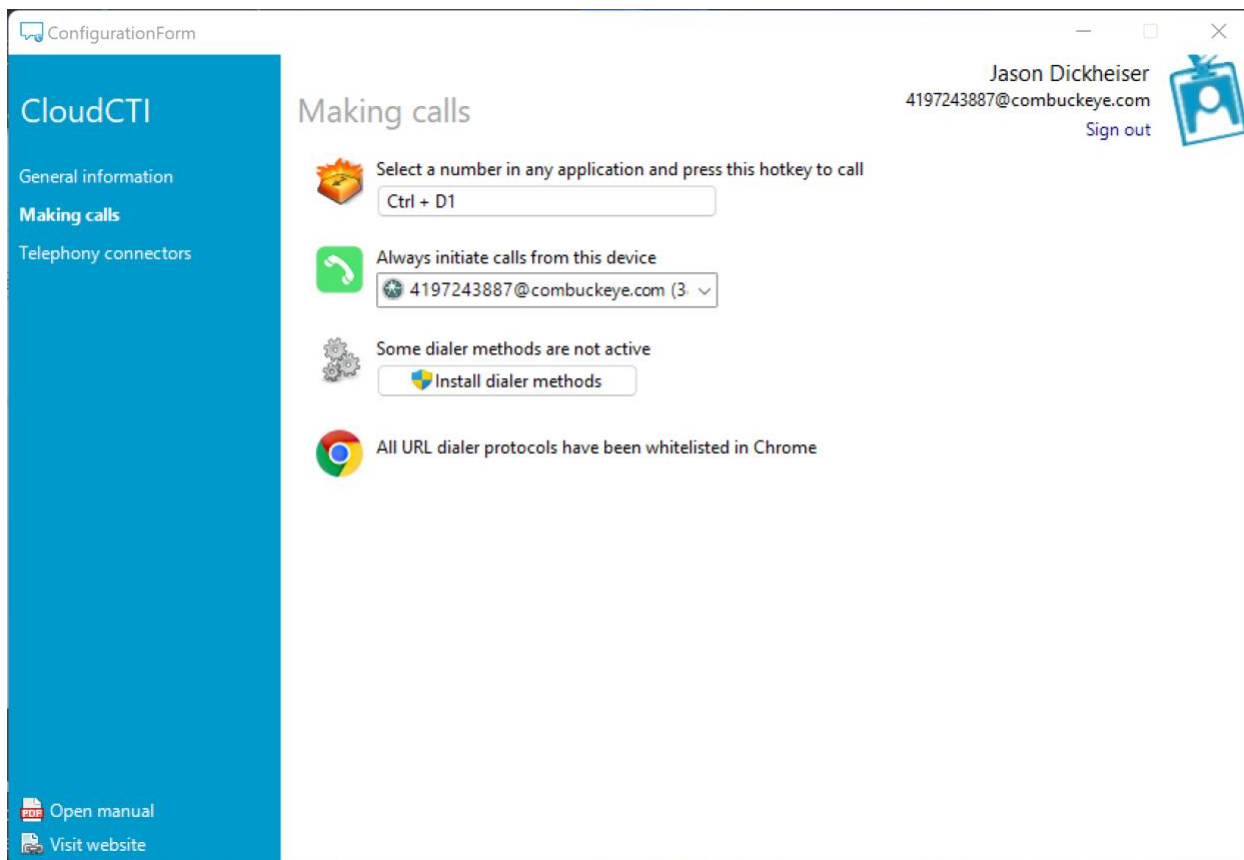 ConfigurationForm
CloudCTI
General information
Making calls
Telephony connectors
Open manual
Visit website
Making calls
Jason Dickheiser
4197243887@combuckeye.com
Sign out
Select a number in any application and press this hotkey to call
Ctrl + D1
Always initiate calls from this device
4197243887@combuckeye.com (3
Some dialer methods are not active
Install dialer methods
All URL dialer protocols have been whitelisted in Chrome